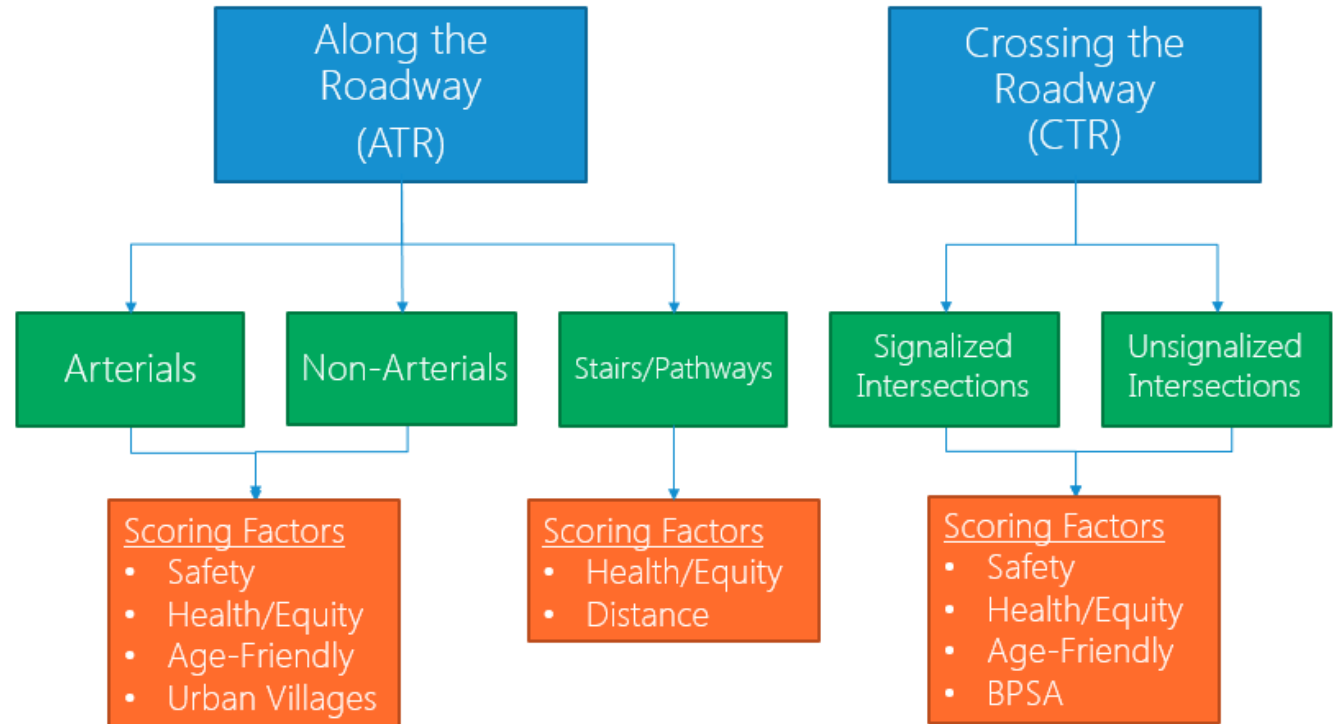 Along the
Roadway
(ATR)
Crossing the
Roadway
(CTR)
Arterials
Non-Arterials
Stairs/Pathways
Signalized
Intersections
Unsignalized
Intersections
Scoring Factors
• Safety
• Health/Equity
• Age-Friendly
• Urban Villages
Scoring Factors
• Health/Equity
• Distance
Scoring Factors
• Safety
• Health/Equity
• Age-Friendly
• BPSA